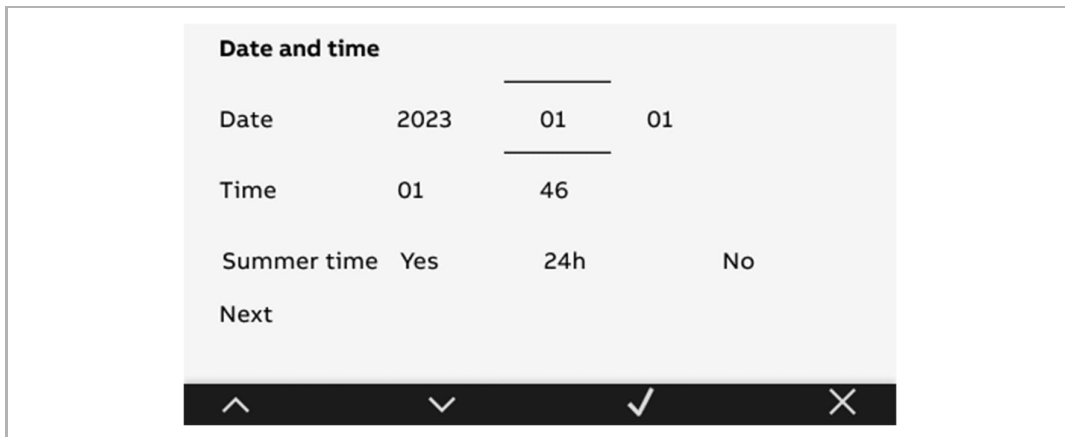 Date and time
Date 2023 01 01
Time 01 46
Summer time Yes 24h No
Next